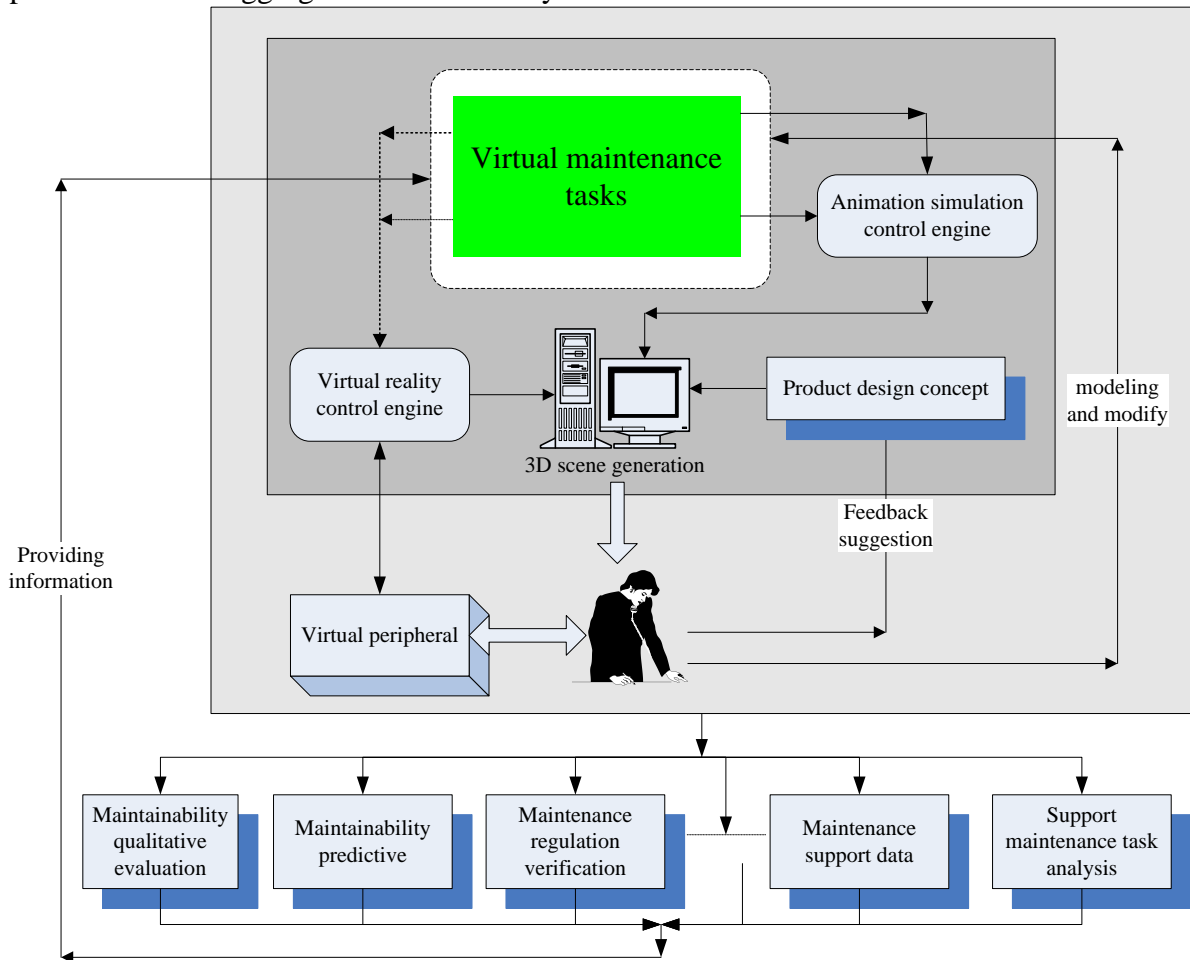 Virtual maintenance
tasks
Animation simulation
control engine
Virtual reality
control engine
Product design concept
modeling
and modify
3D scene generation
Feedback
suggestion
Providing
information
Virtual peripheral
Maintainability
qualitative
evaluation
Maintainability
predictive
Maintenance
regulation
verification
Maintenance
support data
Support
maintenance task
analysis